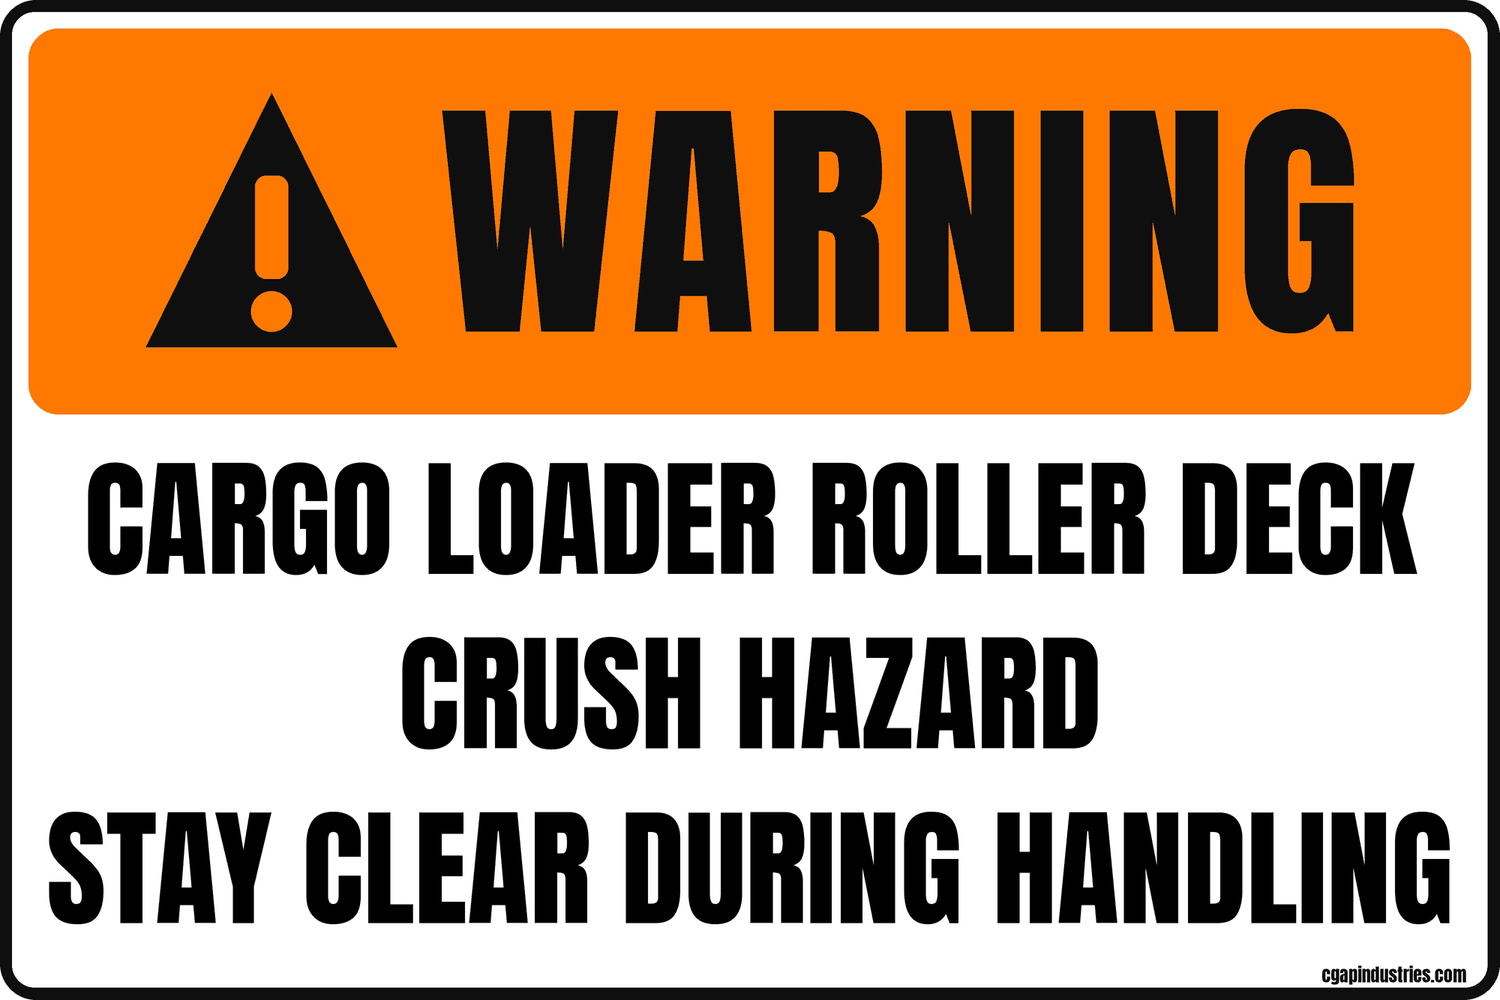 WARNING
CARGO LOADER ROLLER DECK
CRUSH HAZARD
STAY CLEAR DURING HANDLING
cgapindustries.com